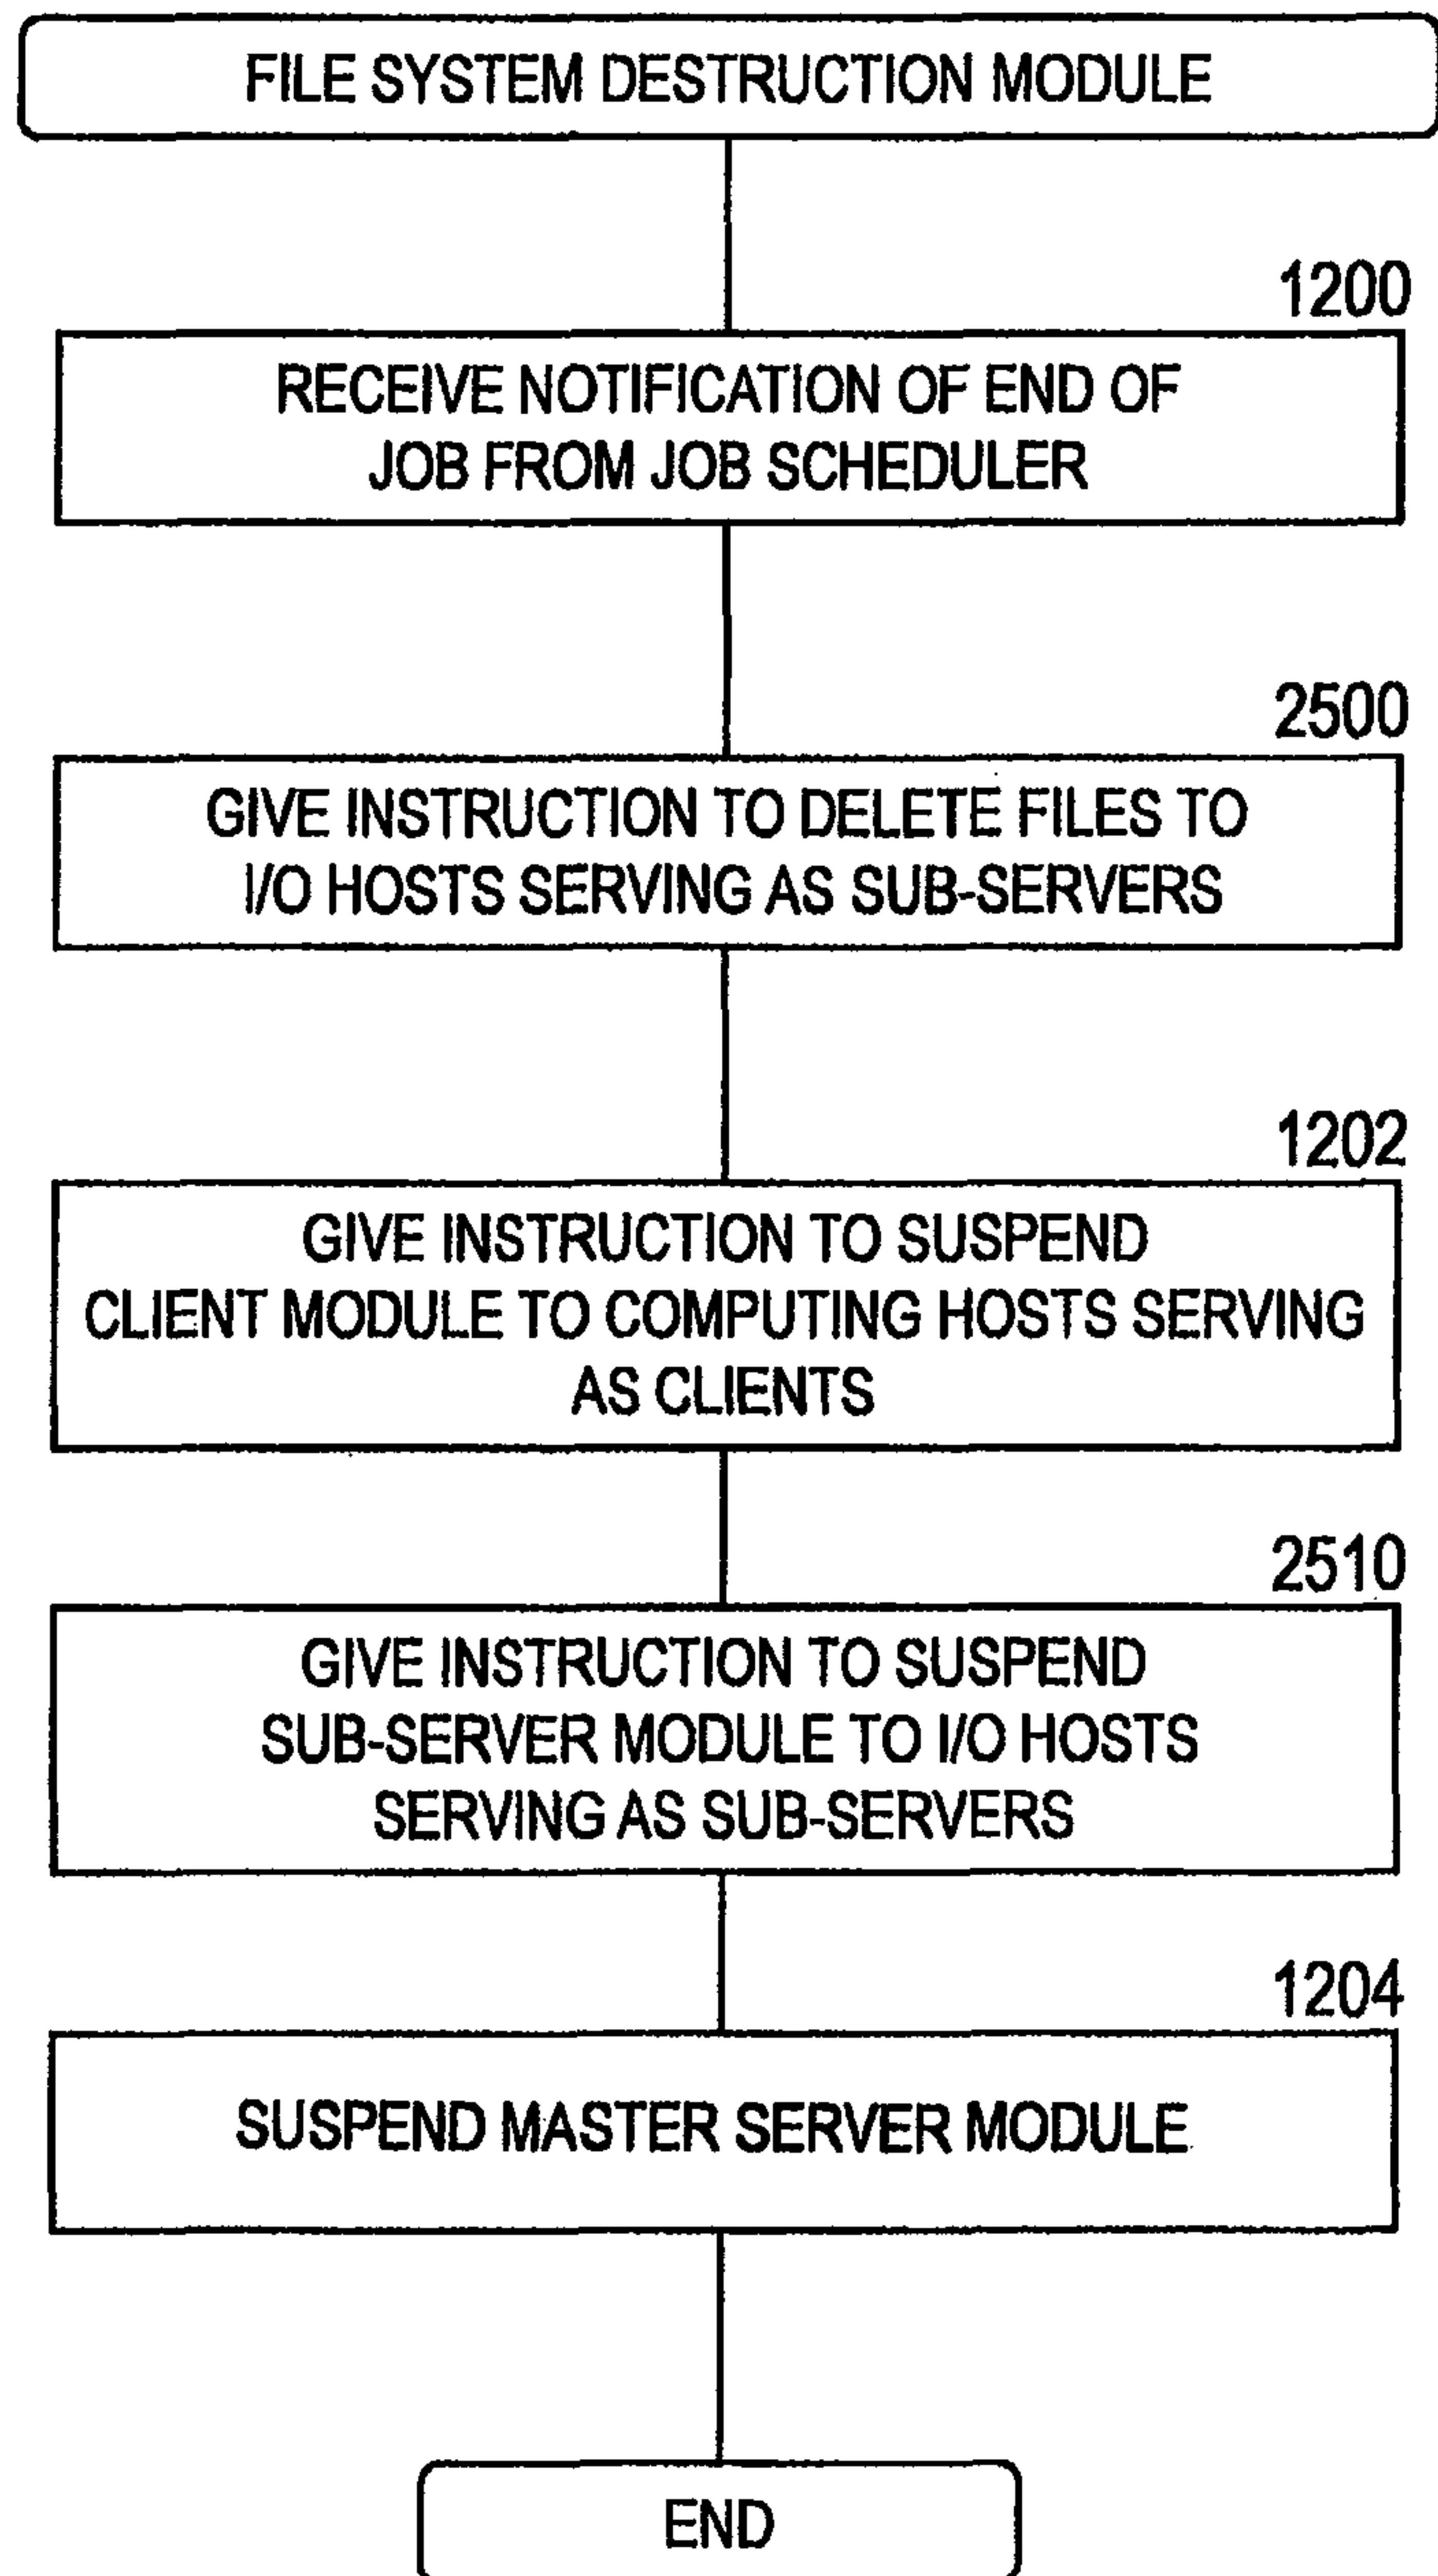 FILE SYSTEM DESTRUCTION MODULE
1200
RECEIVE NOTIFICATION OF END OF
JOB FROM JOB SCHEDULER
2500
GIVE INSTRUCTION TO DELETE FILES TO
I/O HOSTS SERVING AS SUB-SERVERS
1202
GIVE INSTRUCTION TO SUSPEND
CLIENT MODULE TO COMPUTING HOSTS SERVING
AS CLIENTS
2510
GIVE INSTRUCTION TO SUSPEND
SUB-SERVER MODULE TO I/O HOSTS
SERVING AS SUB-SERVERS
1204
SUSPEND MASTER SERVER MODULE
END